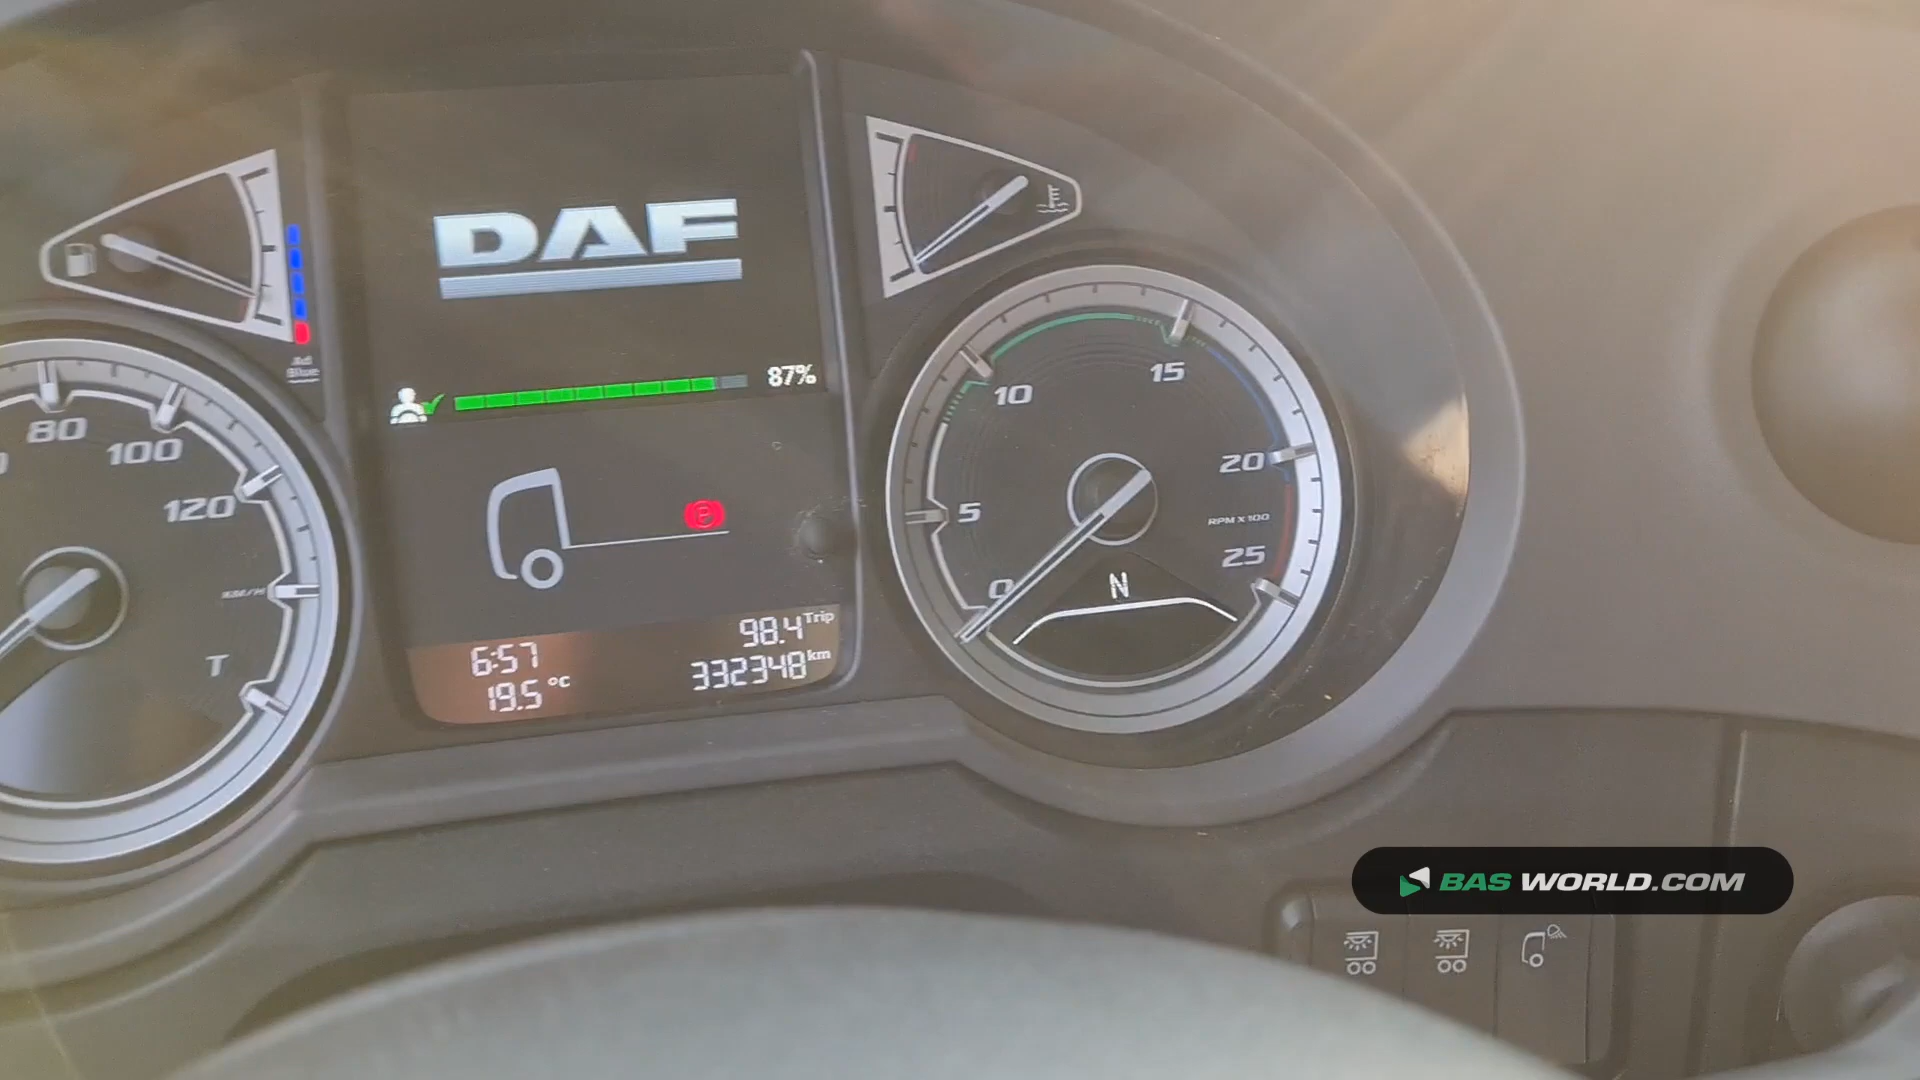 DAF
87%
Ad
Blue
80
100
120
KM/H
T
P
6:57
98.4 Trip
19.5 °C
332348 km
0
5
10
15
20
25
RPM X 100
N
BAS WORLD.COM